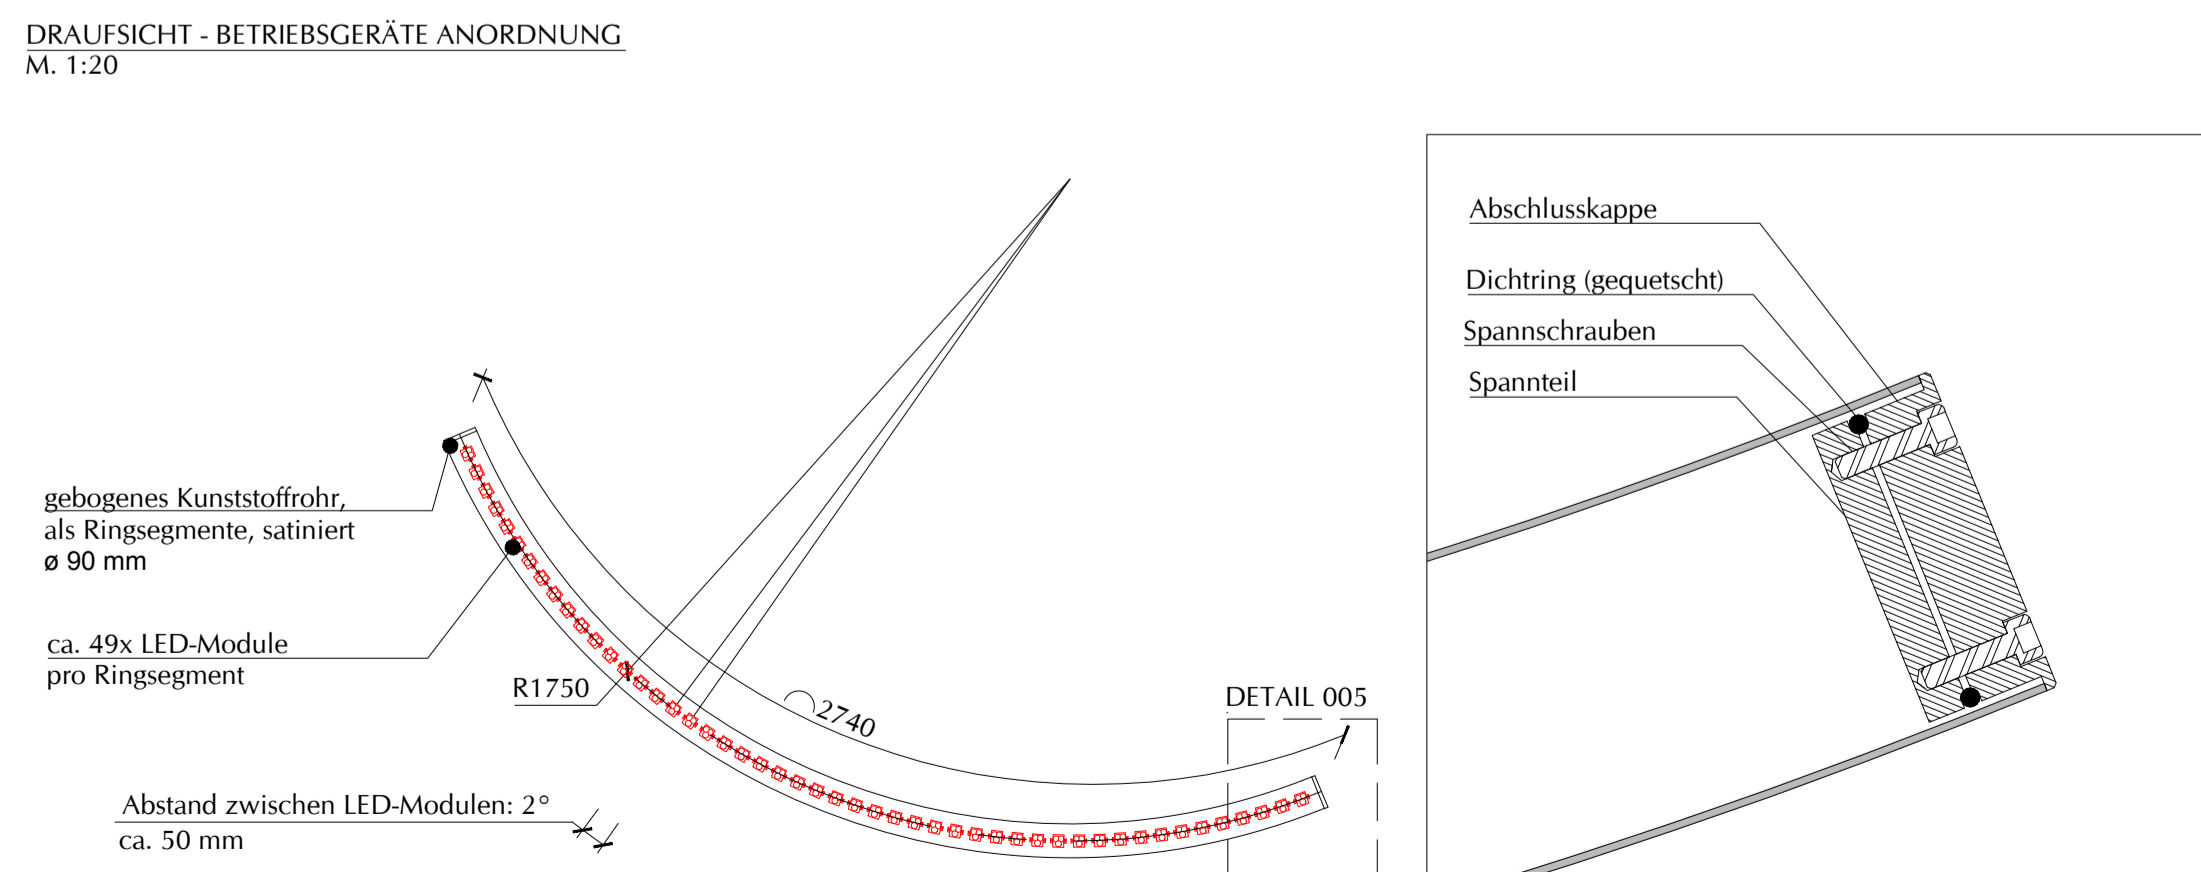 DRAUFSICHT - BETRIEBSGERÄTE ANORDNUNG
M. 1:20
Abschlusskappe
Dichtring (gequetscht)
Spannschrauben
Spannteil
gebogenes Kunststoffrohr,
als Ringsegmente, satiniert
ø 90 mm
ca. 49x LED-Module
pro Ringsegment
R1750
2740
DETAIL 005
Abstand zwischen LED-Modulen: 2°
ca. 50 mm